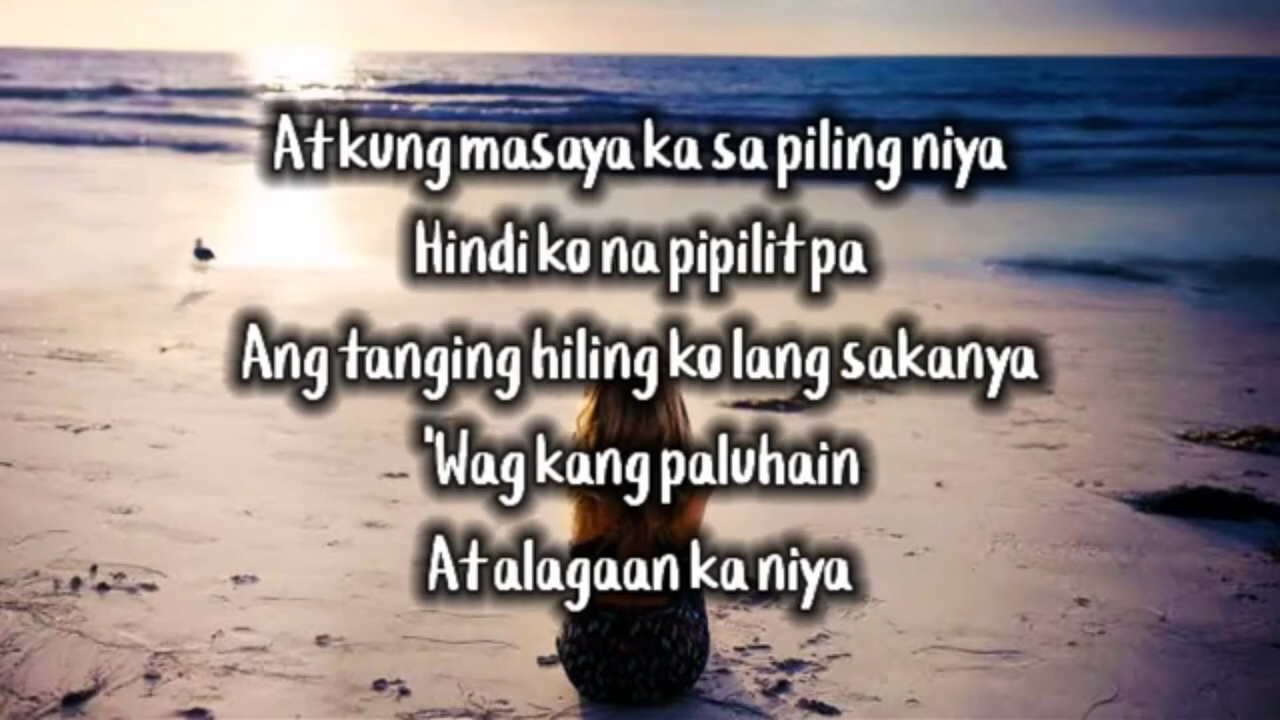 At kung masaya ka sa piling niya
Hindi ko na pipilit pa
Ang tanging hiling ko lang sakanya
'Wag kang paluhain
At alagaan ka niya